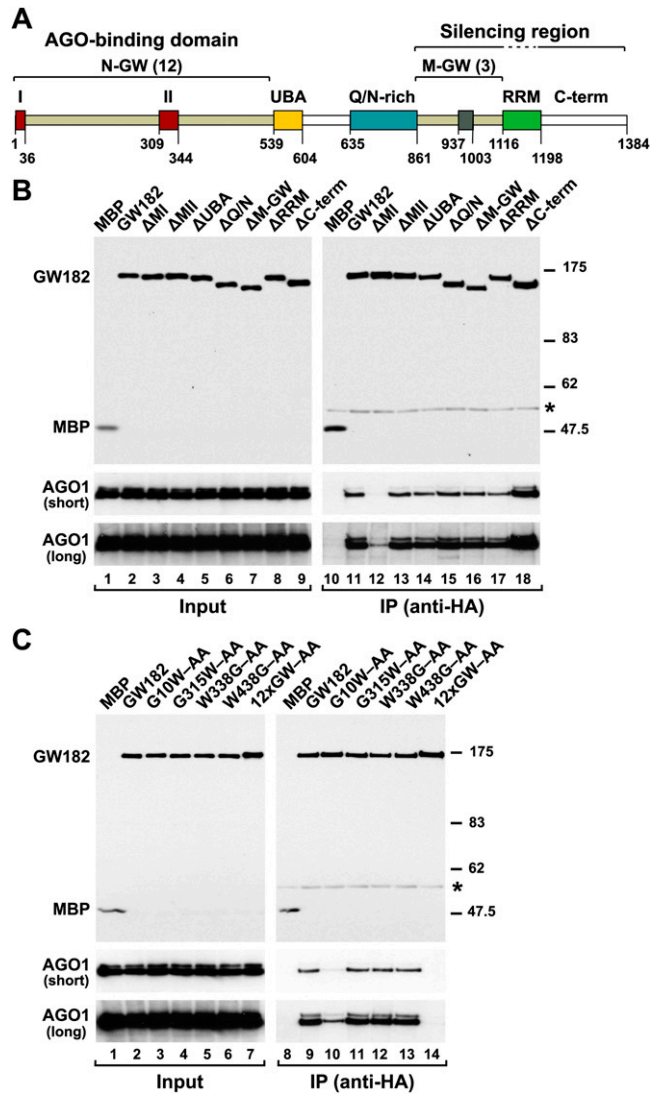 A
AGO-binding domain
Silencing region
N-GW (12)
M-GW (3)
I II UBA Q/N-rich RRM C-term
1 309 539 635 861 937 1116 1384
36 344 604 1003 1198
B
MBP GW182 ΔMI ΔMII ΔUBA ΔQ/N ΔM-GW ΔRRM ΔC-term MBP GW182 ΔMI ΔMII ΔUBA ΔQ/N ΔM-GW ΔRRM ΔC-term
GW182
175
83
62
*
MBP
47.5
AGO1
(short)
AGO1
(long)
1 2 3 4 5 6 7 8 9 10 11 12 13 14 15 16 17 18
Input IP (anti-HA)
C
MBP GW182 G10W–AA G315W–AA W338G–AA W438G–AA 12xGW–AA MBP GW182 G10W–AA G315W–AA W338G–AA W438G–AA 12xGW–AA
GW182
175
83
62
*
MBP
47.5
AGO1
(short)
AGO1
(long)
1 2 3 4 5 6 7 8 9 10 11 12 13 14
Input IP (anti-HA)